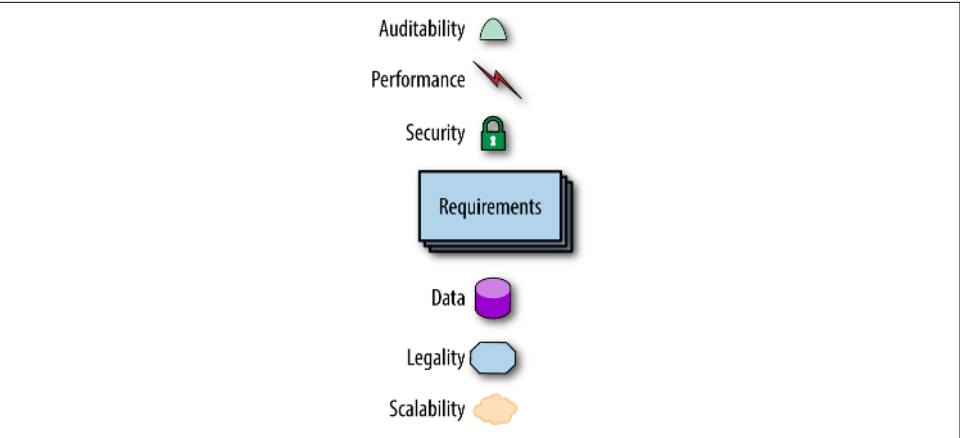 Auditability
Performance
Security
Requirements
Data
Legality
Scalability